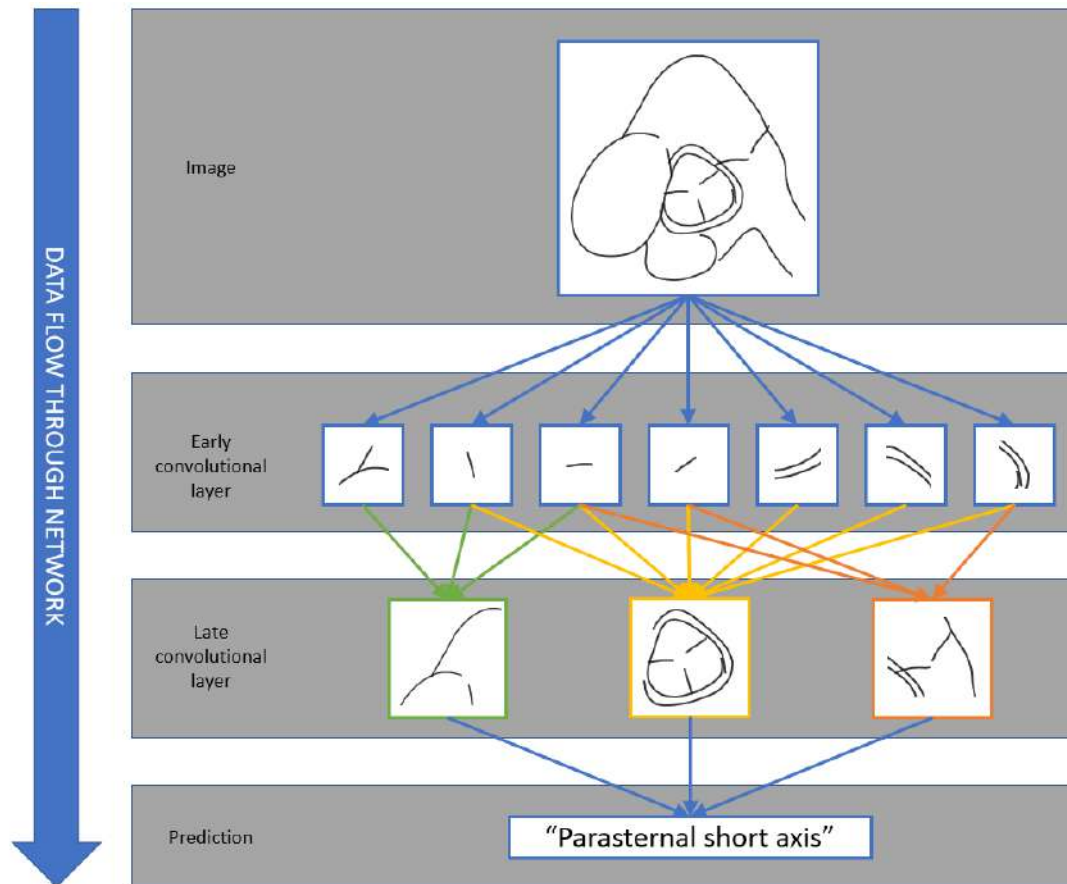 DATA FLOW THROUGH NETWORK
Image
Early
convolutional
layer
Late
convolutional
layer
Prediction
“Parasternal short axis”